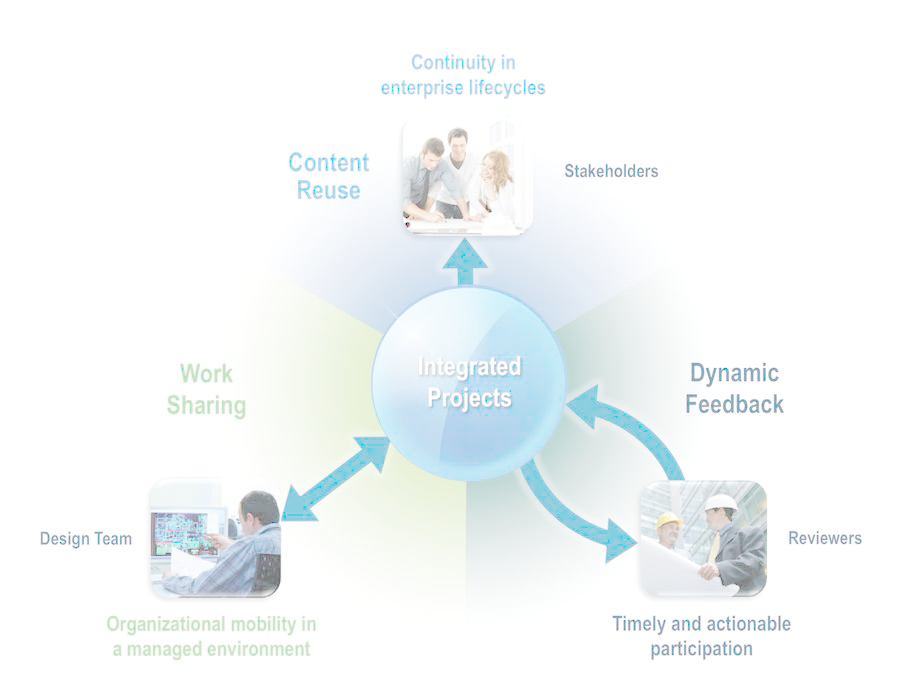 Continuity in
enterprise lifecycles
Content
Reuse
Stakeholders
Integrated
Projects
Work
Sharing
Dynamic
Feedback
Design Team
Reviewers
Organizational mobility in
a managed environment
Timely and actionable
participation